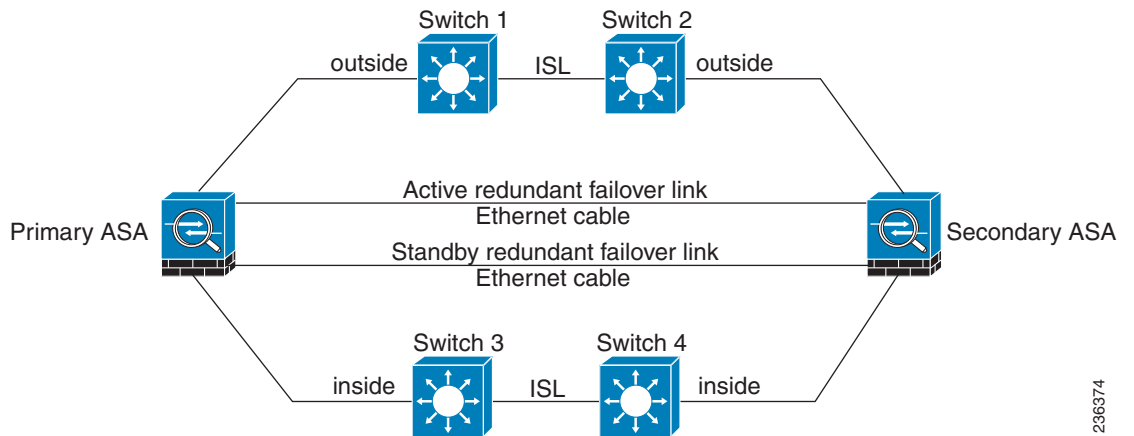 Switch 1
Switch 2
outside
ISL
outside
Active redundant failover link
Ethernet cable
Primary ASA
Secondary ASA
Standby redundant failover link
Ethernet cable
Switch 3
Switch 4
inside
ISL
inside
236374